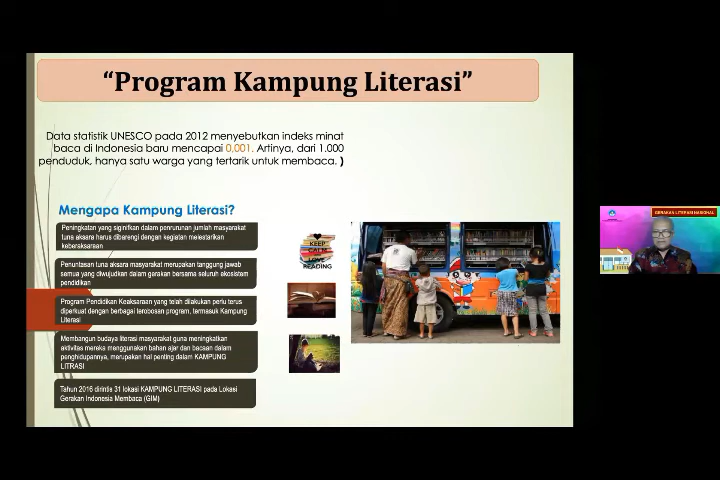 “Program Kampung Literasi”
Data statistik UNESCO pada 2012 menyebutkan indeks minat
baca di Indonesia baru mencapai 0,001. Artinya, dari 1.000
penduduk, hanya satu warga yang tertarik untuk membaca. )
Mengapa Kampung Literasi?
Peningkatan yang siginifkan dalam penrurunan jumlah masyarakat
tuna aksara harus dibarengi dengan kegiatan melestarikan
keberaksaraan
Penuntasan tuna aksara masyarakat merupakan tanggung jawab
semua yang diwujudkan dalam gerakan bersama seluruh ekosistem
pendidikan
Program Pendidikan Keaksaraan yang telah dilakukan perlu terus
diperkuat dengan berbagai terobosan program, termasuk Kampung
Literasi
Membangun budaya literasi masyarakat guna meningkatkan
aktivitas mereka menggunakan bahan ajar dan bacaan dalam
penghidupannya, merupakan hal penting dalam KAMPUNG
LITRASI
Tahun 2016 dirintis 31 lokasi KAMPUNG LITERASI pada Lokasi
Gerakan Indonesia Membaca (GIM)
KEEP
CALM
LOVE
READING
GERAKAN LITERASI NASIONAL